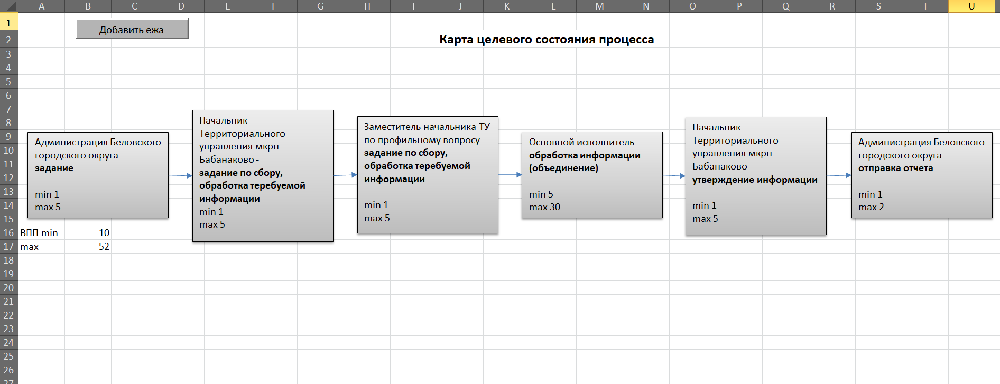 A B C D E F G H I J K L M N O P Q R S T U
1
Добавить ежа
2
Карта целевого состояния процесса
3
4
5
6
7
8
9
10
11
12
13
14
15
Администрация Беловского
городского округа -
задание
min 1
max 5
Начальник
Территориального
управления мкрн
Бабанаково -
задание по сбору,
обработка теребуемой
информации
min 1
max 5
Заместитель начальника ТУ
по профильному вопросу -
задание по сбору,
обработка теребуемой
информации
min 1
max 5
Основной исполнитель -
обработка информации
(объединение)
min 5
max 30
Начальник
Территориального
управления мкрн
Бабанаково -
утверждение информации
min 1
max 5
Администрация Беловского
городского округа -
отправка отчета
min 1
max 2
16 ВПП min 10
17 max 52
18
19
20
21
22
23
24
25
26
27